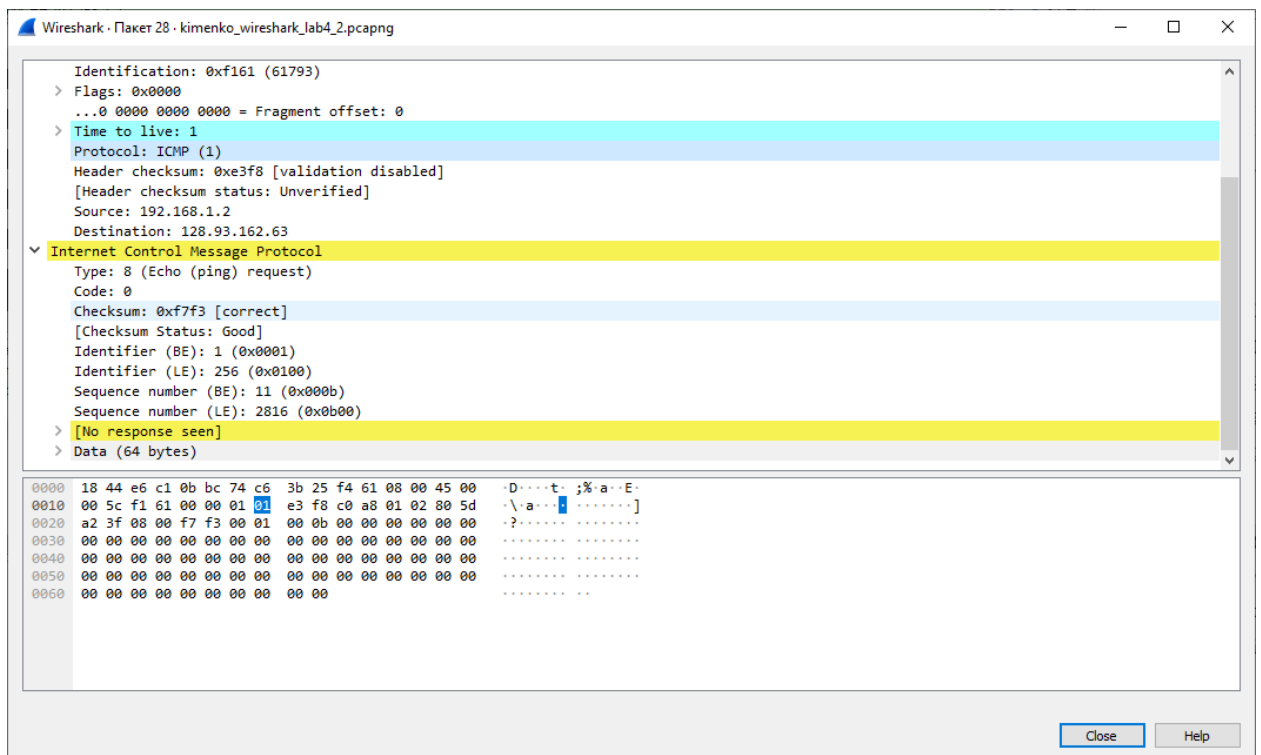 Wireshark · Пакет 28 · kimenko_wireshark_lab4_2.pcapng
Identification: 0xf161 (61793)
> Flags: 0x0000
...0 0000 0000 0000 = Fragment offset: 0
> Time to live: 1
Protocol: ICMP (1)
Header checksum: 0xe3f8 [validation disabled]
[Header checksum status: Unverified]
Source: 192.168.1.2
Destination: 128.93.162.63
Internet Control Message Protocol
Type: 8 (Echo (ping) request)
Code: 0
Checksum: 0xf7f3 [correct]
[Checksum Status: Good]
Identifier (BE): 1 (0x0001)
Identifier (LE): 256 (0x0100)
Sequence number (BE): 11 (0x000b)
Sequence number (LE): 2816 (0x0b00)
> [No response seen]
> Data (64 bytes)
0000 18 44 e6 c1 0b bc 74 c6 3b 25 f4 61 08 00 45 00 ·D····t· ;%·a··E·
0010 00 5c f1 61 00 00 01 01 e3 f8 c0 a8 01 02 80 5d ·\·a···· ·······]
0020 a2 3f 08 00 f7 f3 00 01 00 0b 00 00 00 00 00 00 ·?······ ········
0030 00 00 00 00 00 00 00 00 00 00 00 00 00 00 00 00 ········ ········
0040 00 00 00 00 00 00 00 00 00 00 00 00 00 00 00 00 ········ ········
0050 00 00 00 00 00 00 00 00 00 00 00 00 00 00 00 00 ········ ········
0060 00 00 00 00 00 00 00 00 00 00 ········ ··
Close Help